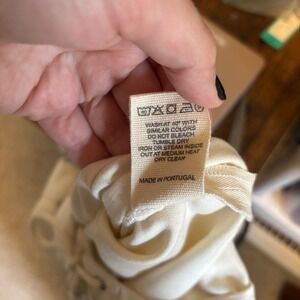 WASH AT 40° WITH
SIMILAR COLORS
DO NOT BLEACH
TUMBLE DRY
IRON OR STEAM INSIDE
OUT AT MEDIUM HEAT
DRY CLEAN
MADE IN PORTUGAL